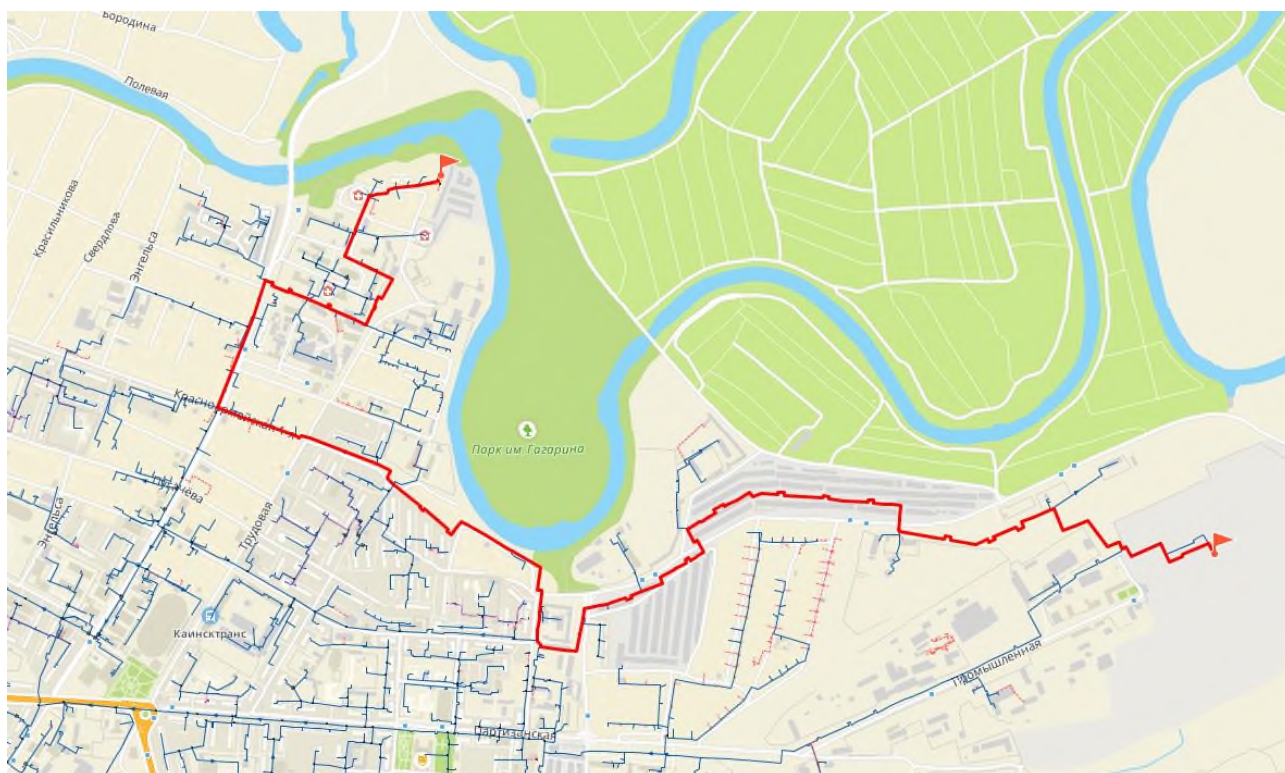 Бородина
Полевая
Красильникова
Свердлова
Энгельса
Парк им. Гагарина
Энгельса
Трудовая
Каинсктранс
Промышленная
Партизанская